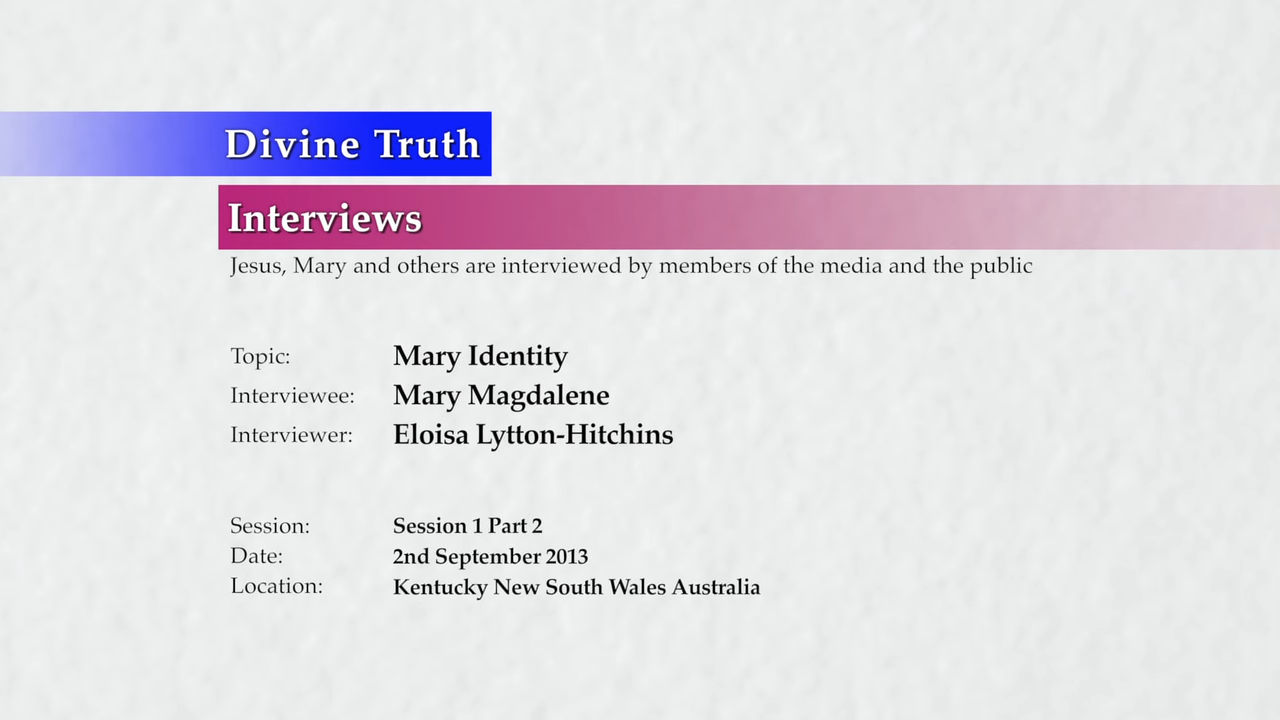 Divine Truth
Interviews
Jesus, Mary and others are interviewed by members of the media and the public
Topic: Mary Identity
Interviewee: Mary Magdalene
Interviewer: Eloisa Lytton-Hitchins
Session: Session 1 Part 2
Date: 2nd September 2013
Location: Kentucky New South Wales Australia